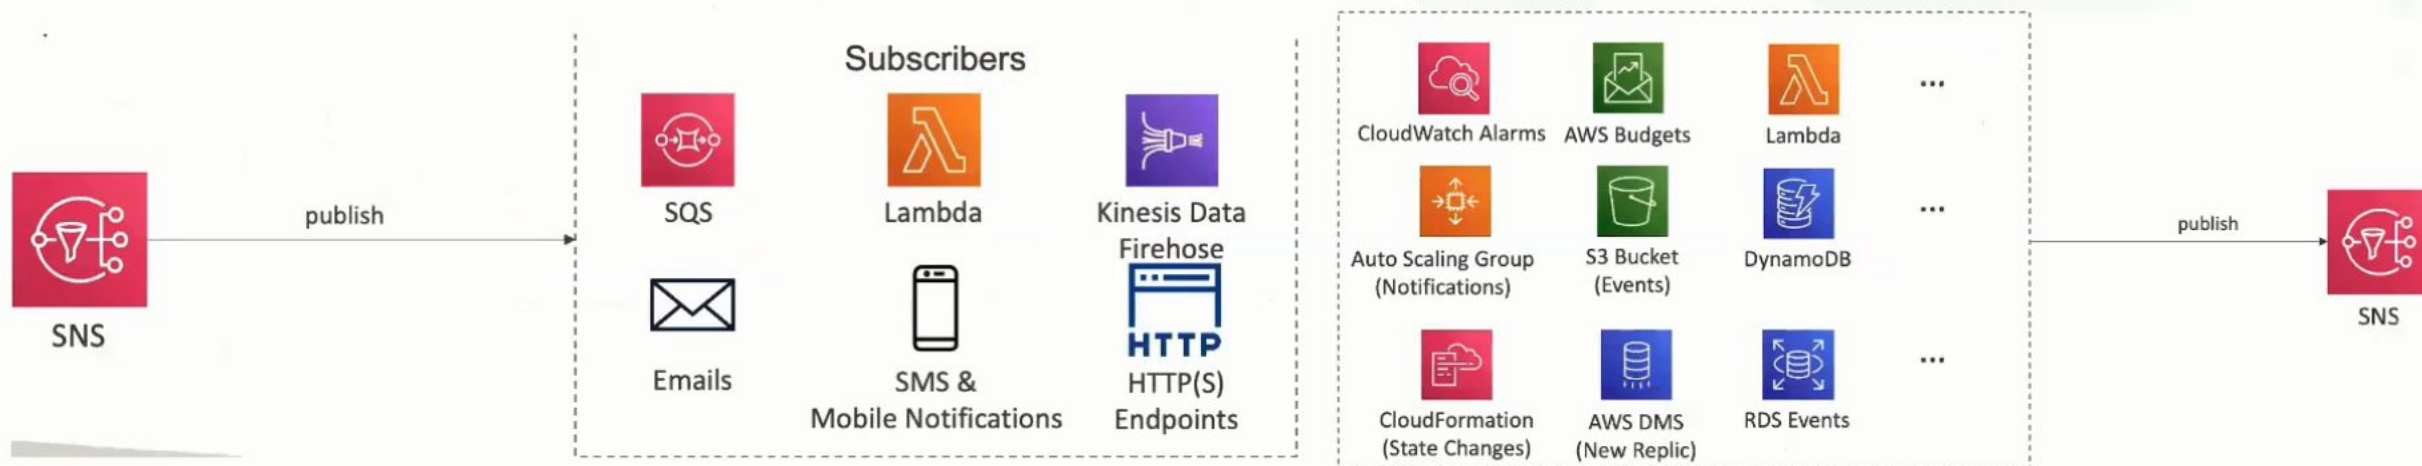 SNS
publish
Subscribers
SQS
Lambda
Kinesis Data
Firehose
Emails
SMS &
Mobile Notifications
HTTP
HTTP(S)
Endpoints
CloudWatch Alarms
AWS Budgets
Lambda
...
Auto Scaling Group
(Notifications)
S3 Bucket
(Events)
DynamoDB
...
CloudFormation
(State Changes)
AWS DMS
(New Replic)
RDS Events
...
publish
SNS